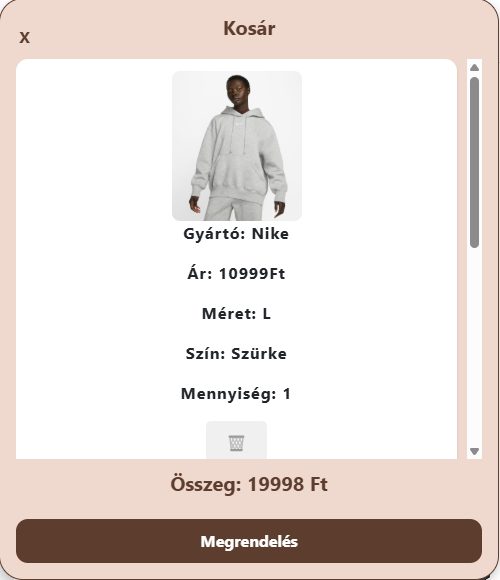 Kosár
X
Gyártó: Nike
Ár: 10999Ft
Méret: L
Szín: Szürke
Mennyiség: 1
Összeg: 19998 Ft
Megrendelés